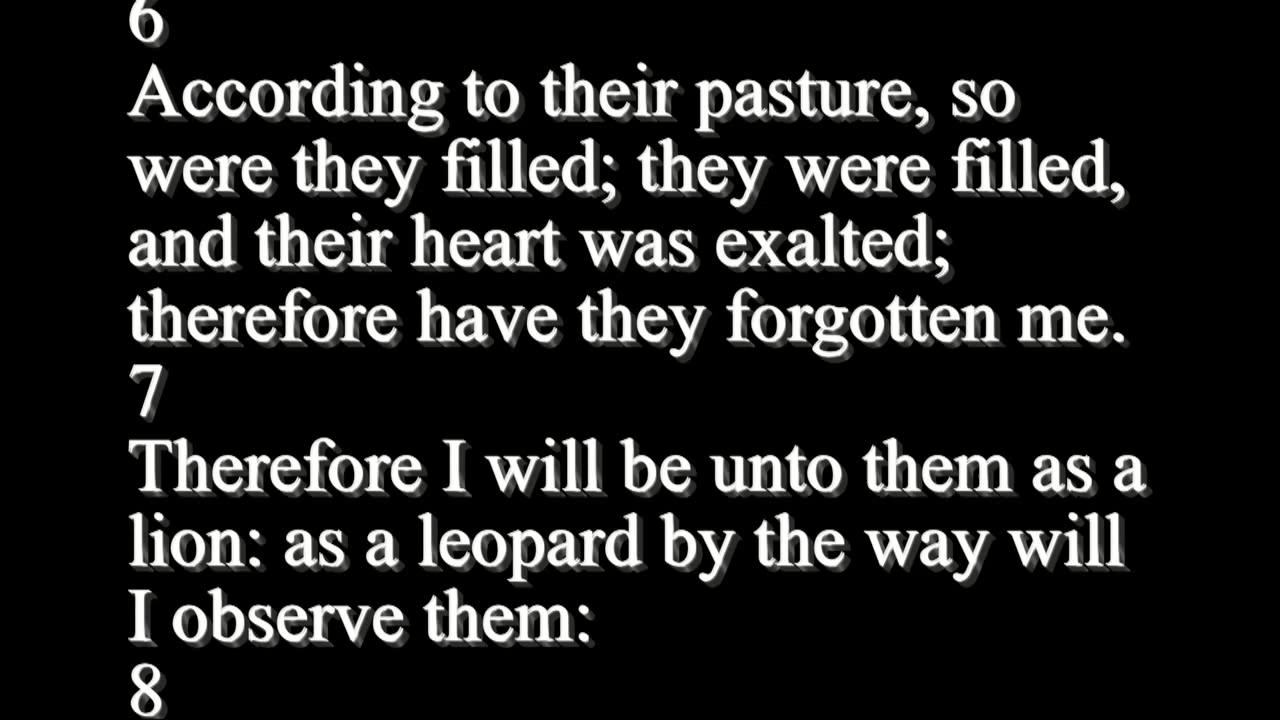 6
According to their pasture, so
were they filled; they were filled,
and their heart was exalted;
therefore have they forgotten me.
7
Therefore I will be unto them as a
lion: as a leopard by the way will
I observe them:
8